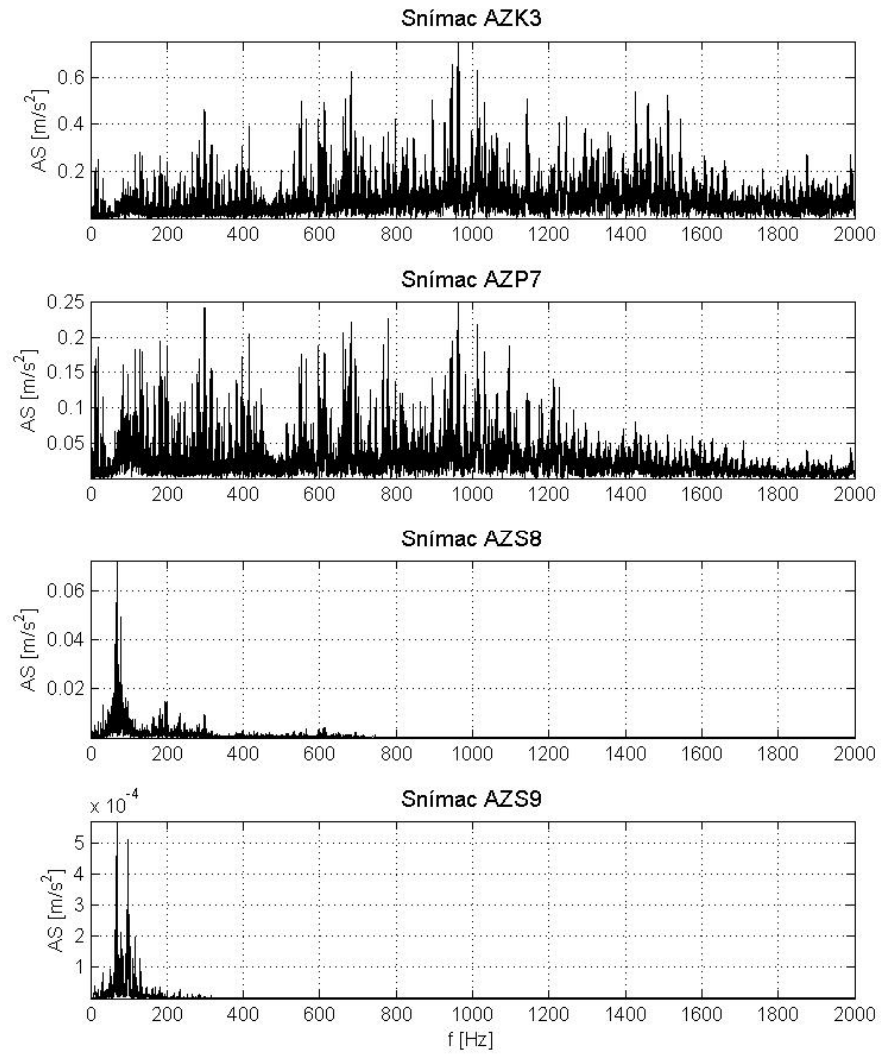 Snímac AZK3
AS [m/s²]
0.6
0.4
0.2
0 200 400 600 800 1000 1200 1400 1600 1800 2000
Snímac AZP7
AS [m/s²]
0.25
0.2
0.15
0.1
0.05
0 200 400 600 800 1000 1200 1400 1600 1800 2000
Snímac AZS8
AS [m/s²]
0.06
0.04
0.02
0 200 400 600 800 1000 1200 1400 1600 1800 2000
Snímac AZS9
x 10⁻⁴
AS [m/s²]
5
4
3
2
1
0 200 400 600 800 1000 1200 1400 1600 1800 2000
f [Hz]